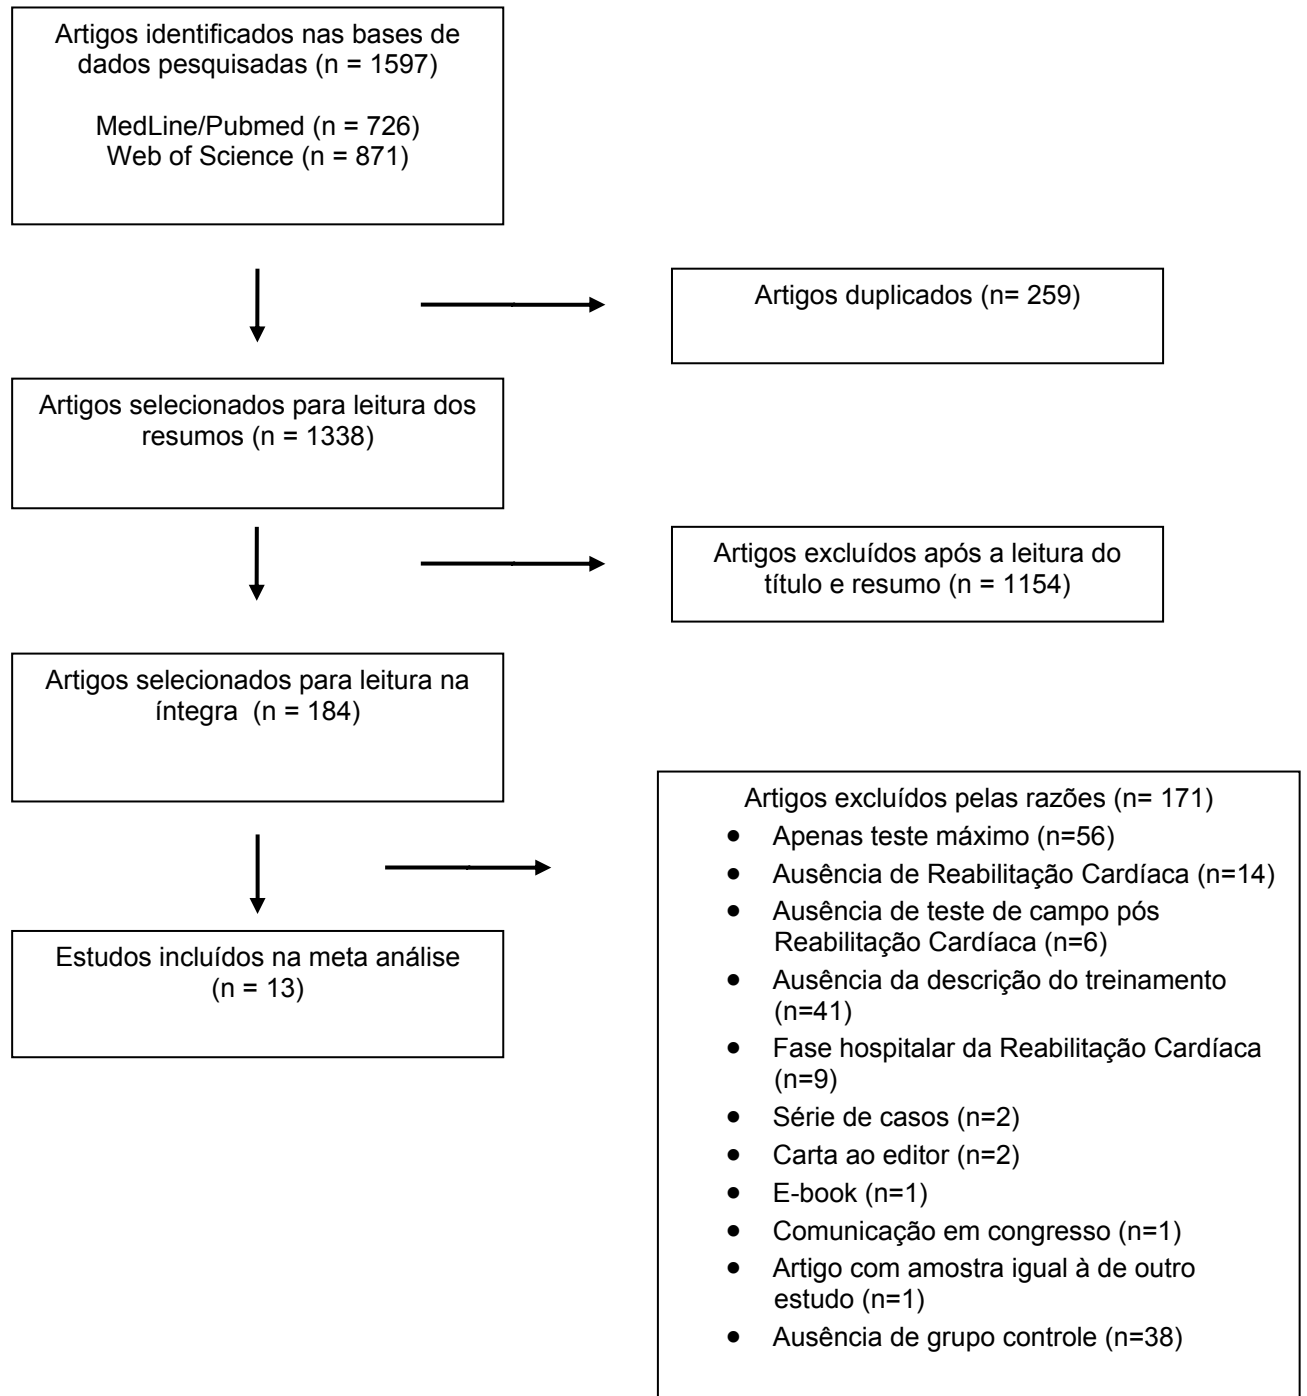 Artigos identificados nas bases de
dados pesquisadas (n = 1597)
MedLine/Pubmed (n = 726)
Web of Science (n = 871)
Artigos duplicados (n= 259)
Artigos selecionados para leitura dos
resumos (n = 1338)
Artigos excluídos após a leitura do
título e resumo (n = 1154)
Artigos selecionados para leitura na
íntegra (n = 184)
Artigos excluídos pelas razões (n= 171)
• Apenas teste máximo (n=56)
• Ausência de Reabilitação Cardíaca (n=14)
• Ausência de teste de campo pós
Reabilitação Cardíaca (n=6)
• Ausência da descrição do treinamento
(n=41)
• Fase hospitalar da Reabilitação Cardíaca
(n=9)
• Série de casos (n=2)
• Carta ao editor (n=2)
• E-book (n=1)
• Comunicação em congresso (n=1)
• Artigo com amostra igual à de outro
estudo (n=1)
• Ausência de grupo controle (n=38)
Estudos incluídos na meta análise
(n = 13)